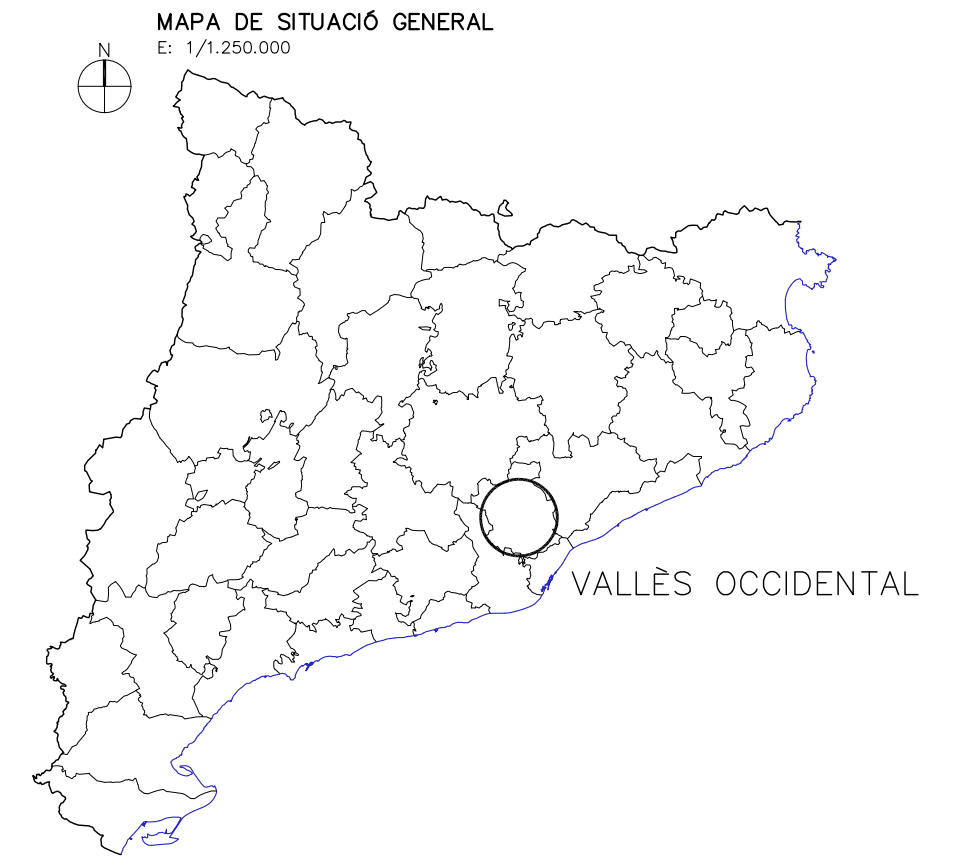 MAPA DE SITUACIÓ GENERAL
E: 1/1.250.000
N
VALLÈS OCCIDENTAL